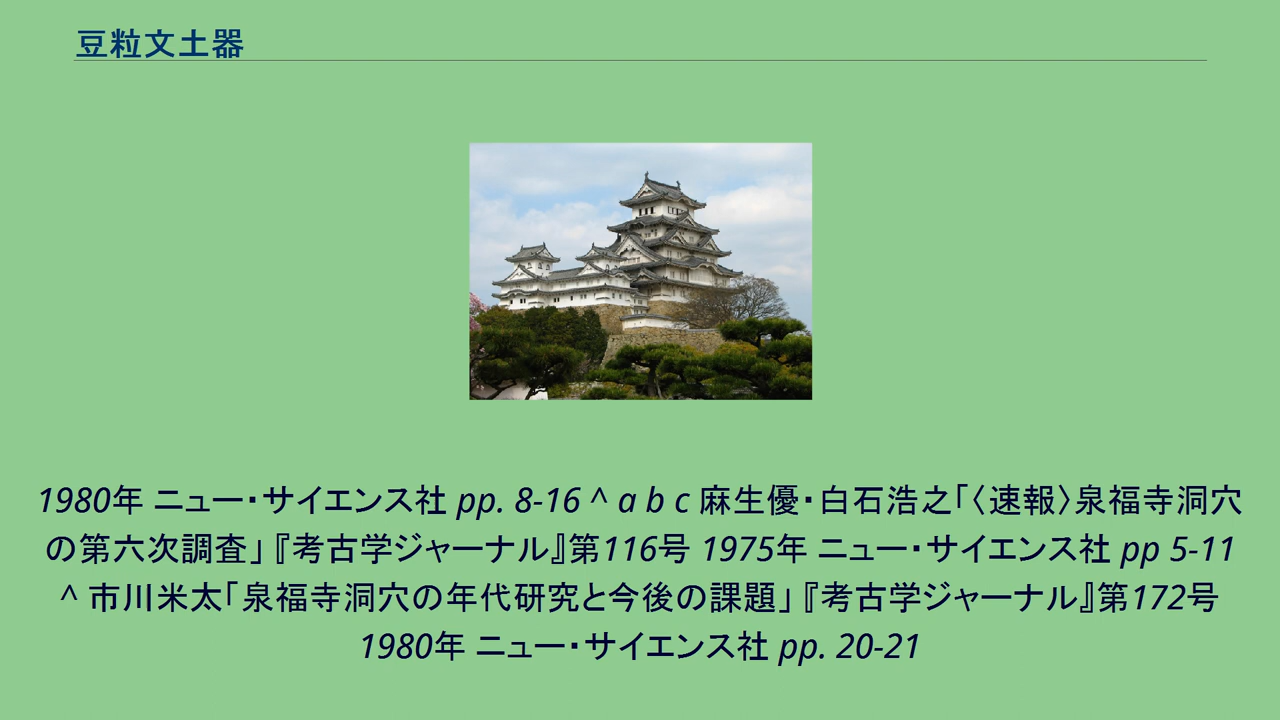 豆粒文土器
1980年 ニュー・サイエンス社 pp. 8-16 ^ a b c 麻生優・白石浩之「〈速報〉泉福寺洞穴
の第六次調査」『考古学ジャーナル』第116号 1975年 ニュー・サイエンス社 pp 5-11
^ 市川米太「泉福寺洞穴の年代研究と今後の課題」『考古学ジャーナル』第172号
1980年 ニュー・サイエンス社 pp. 20-21